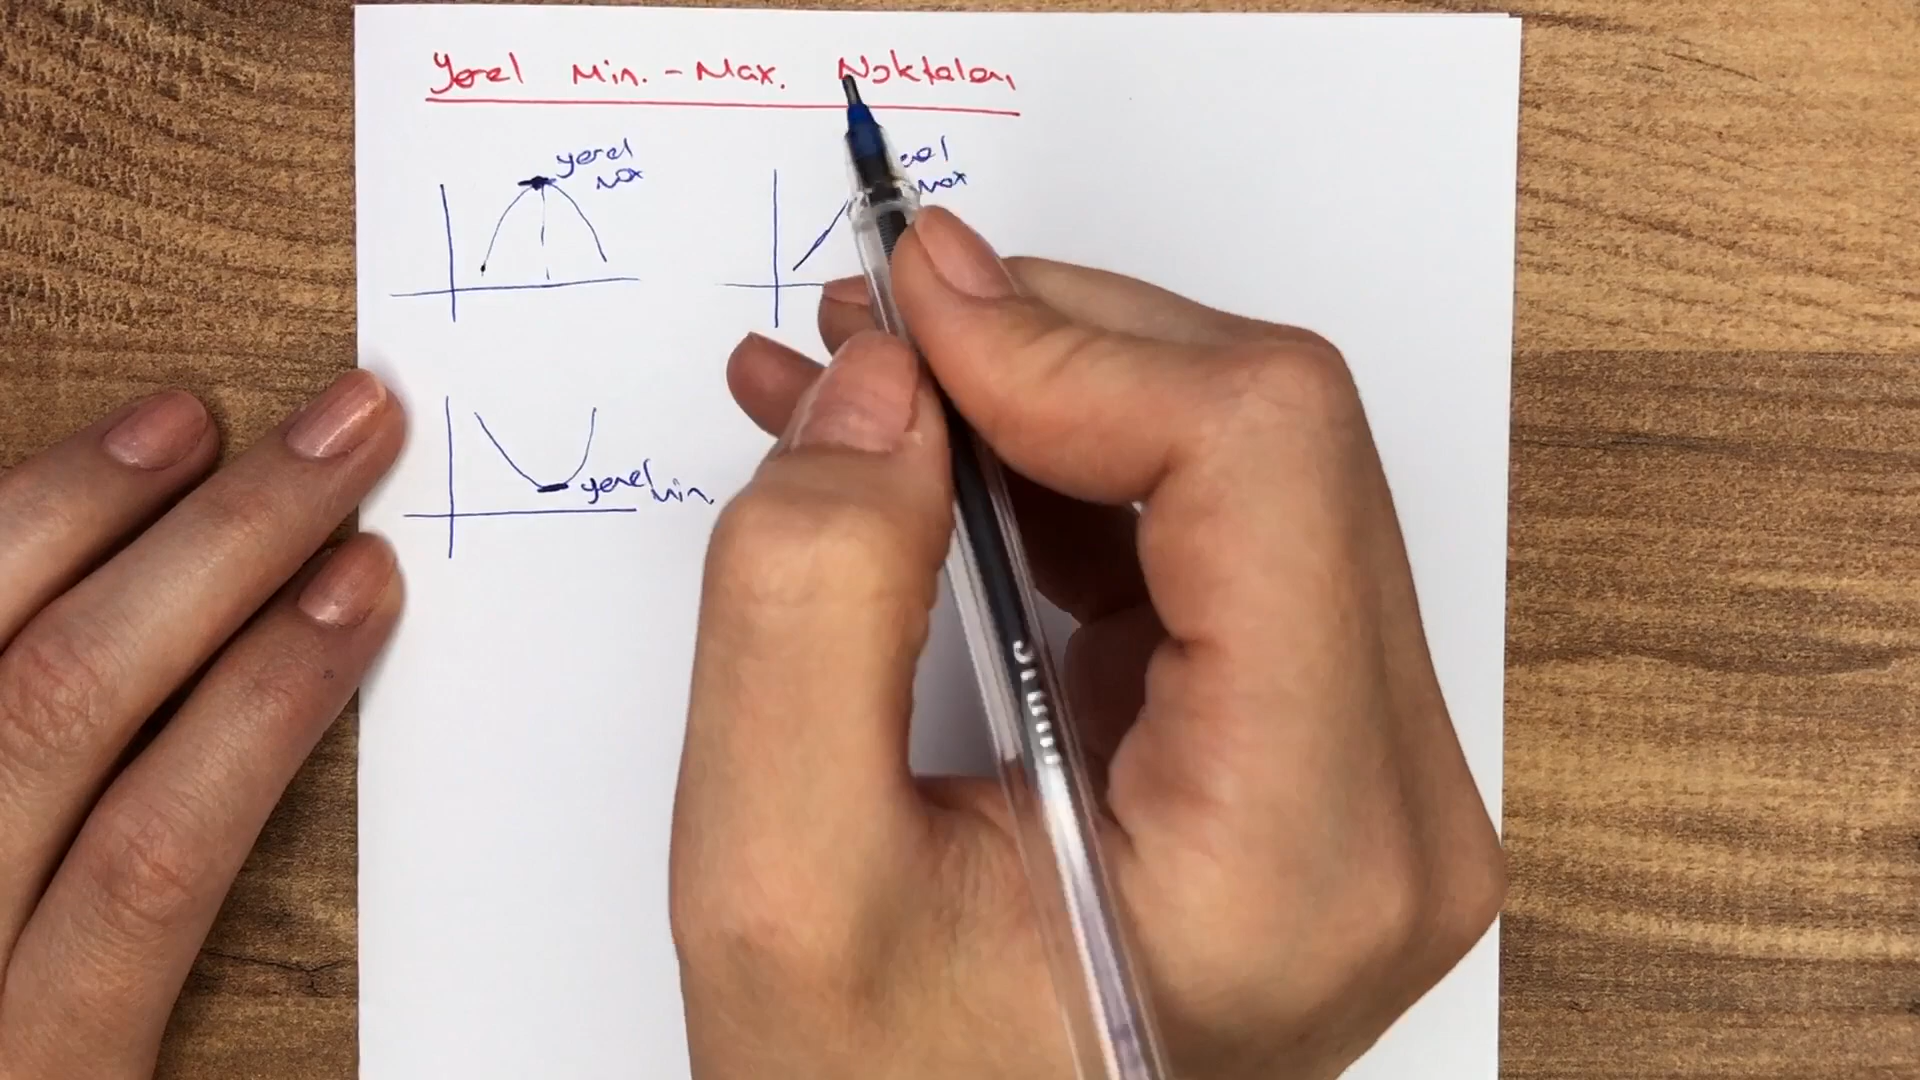 Yerel Min. - Max. Noktaları
yerel
Max
Max
yerel
Min.